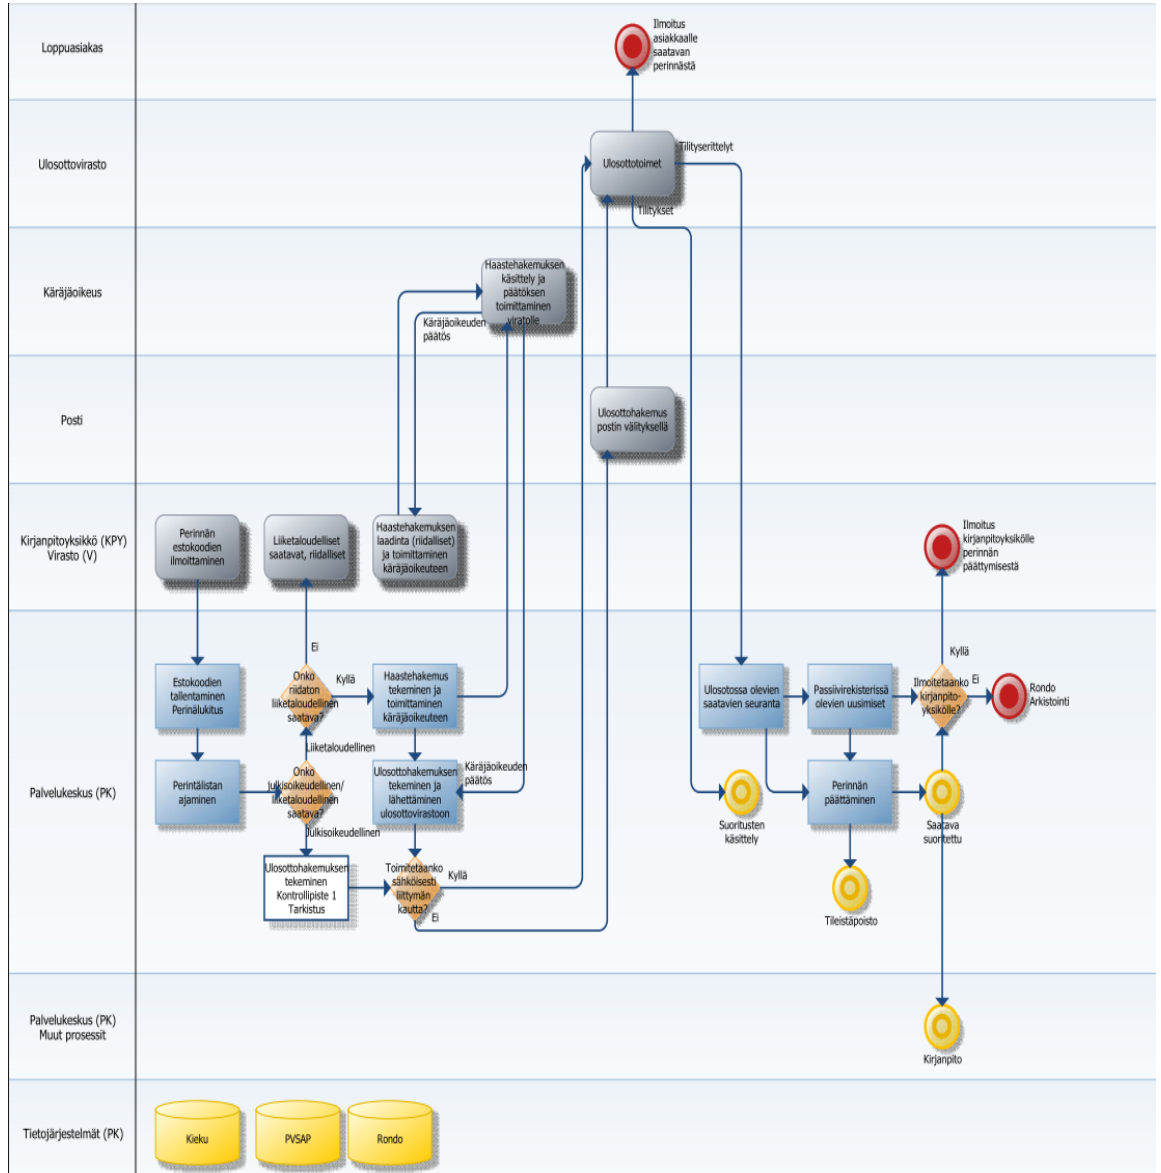 Loppuasiakas
Ilmoitus
asiakkaalle
saatavan
perinnästä
Ulosottovirasto
Ulosottotoimet
Tilityserittelyt
Tilitykset
Käräjäoikeus
Haastehakemuksen
käsittely ja
päätöksen
toimittaminen
viratolle
Käräjäoikeuden
päätös
Posti
Ulosottohakemus
postin välityksellä
Kirjanpitoyksikkö (KPY)
Virasto (V)
Perinnän
estokoodien
ilmoittaminen
Liiketaloudelliset
saatavat, riidalliset
Haastehakemuksen
laadinta (riidalliset)
ja toimittaminen
käräjäoikeuteen
Ilmoitus
kirjanpitoyksikölle
perinnän
päättymisestä
Palvelukeskus (PK)
Estokoodien
tallentaminen
Perinälukitus
Ei
Onko
riidaton
liiketaloudellinen
saatava?
Kyllä
Haastehakemus
tekeminen ja
toimittaminen
käräjäoikeuteen
Ulosotossa olevien
saatavien seuranta
Passiivirekisterissä
olevien uusimiset
Kyllä
Ilmoitetaanko
kirjanpito-
yksikölle?
Ei
Rondo
Arkistointi
Liiketaloudellinen
Perintälistan
ajaminen
Onko
julkisoikeudellinen/
liiketaloudellinen
saatava?
Julkisoikeudellinen
Ulosottohakemuksen
tekeminen ja
lähettäminen
ulosottovirastoon
Käräjäoikeuden
päätös
Suoritusten
käsittely
Perinnän
päättäminen
Saatava
suoritettu
Ulosottohakemuksen
tekeminen
Kontrollipiste 1
Tarkistus
Toimitetaanko
sähköisesti
liittymän
kautta?
Kyllä
Ei
Tileistäpoisto
Palvelukeskus (PK)
Muut prosessit
Kirjanpito
Tietojärjestelmät (PK)
Kieku
PVSAP
Rondo